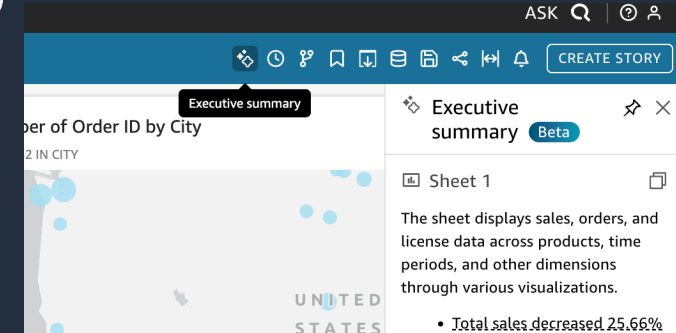 ASK
CREATE STORY
Executive summary
Executive
summary Beta
er of Order ID by City
2 IN CITY
Sheet 1
The sheet displays sales, orders, and
license data across products, time
periods, and other dimensions
through various visualizations.
• Total sales decreased 25.66%
UNITED
STATES